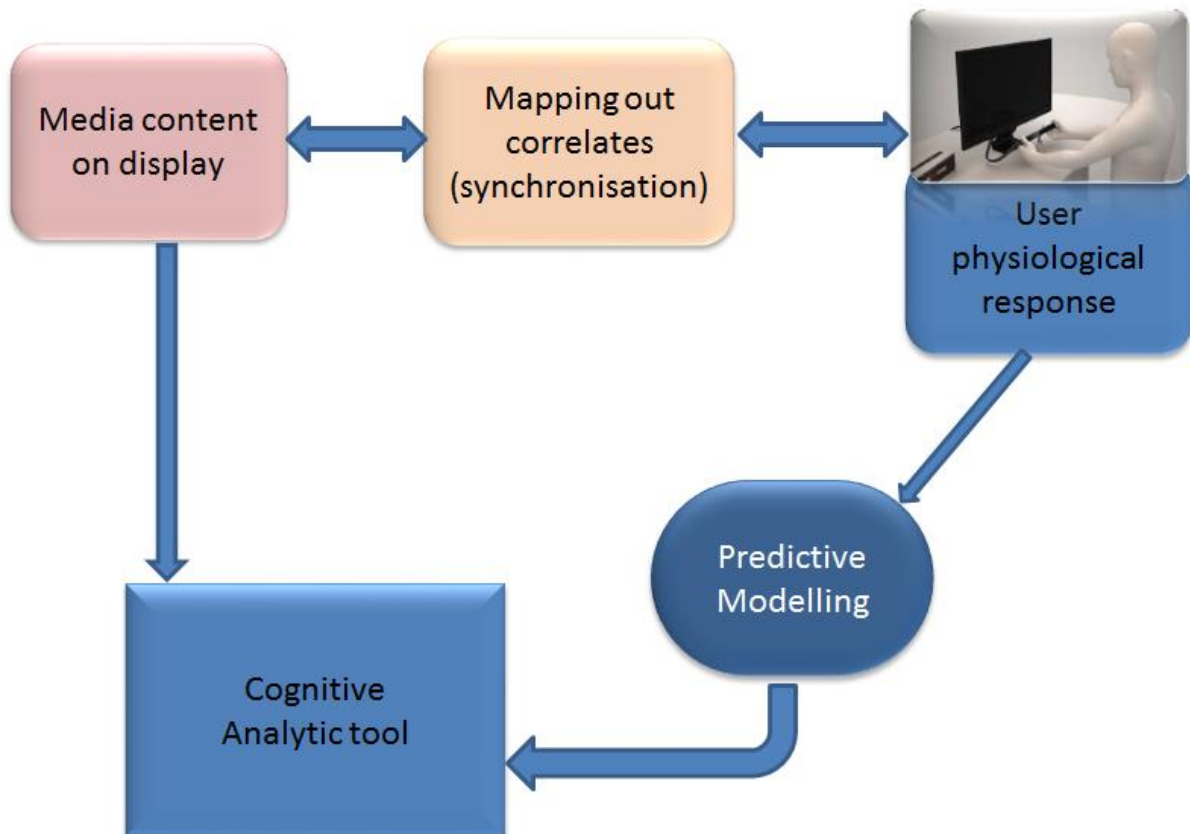 Media content
on display
Mapping out
correlates
(synchronisation)
User
physiological
response
Predictive
Modelling
Cognitive
Analytic tool